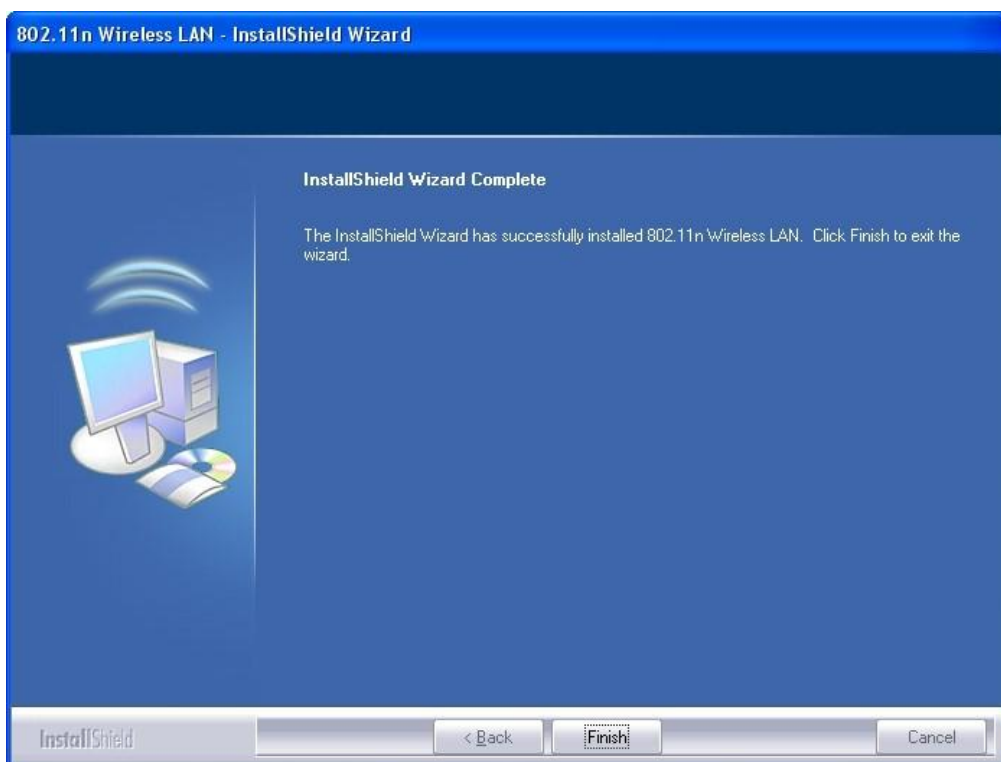 802.11n Wireless LAN - InstallShield Wizard
InstallShield Wizard Complete
The InstallShield Wizard has successfully installed 802.11n Wireless LAN. Click Finish to exit the
wizard.
InstallShield
< Back
Finish
Cancel